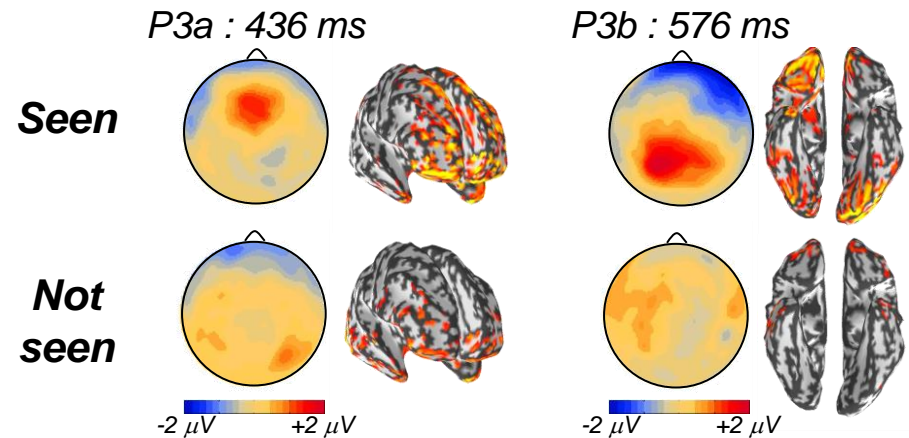 P3a : 436 ms
P3b : 576 ms
Seen
Not
seen
-2 μV
+2 μV
-2 μV
+2 μV